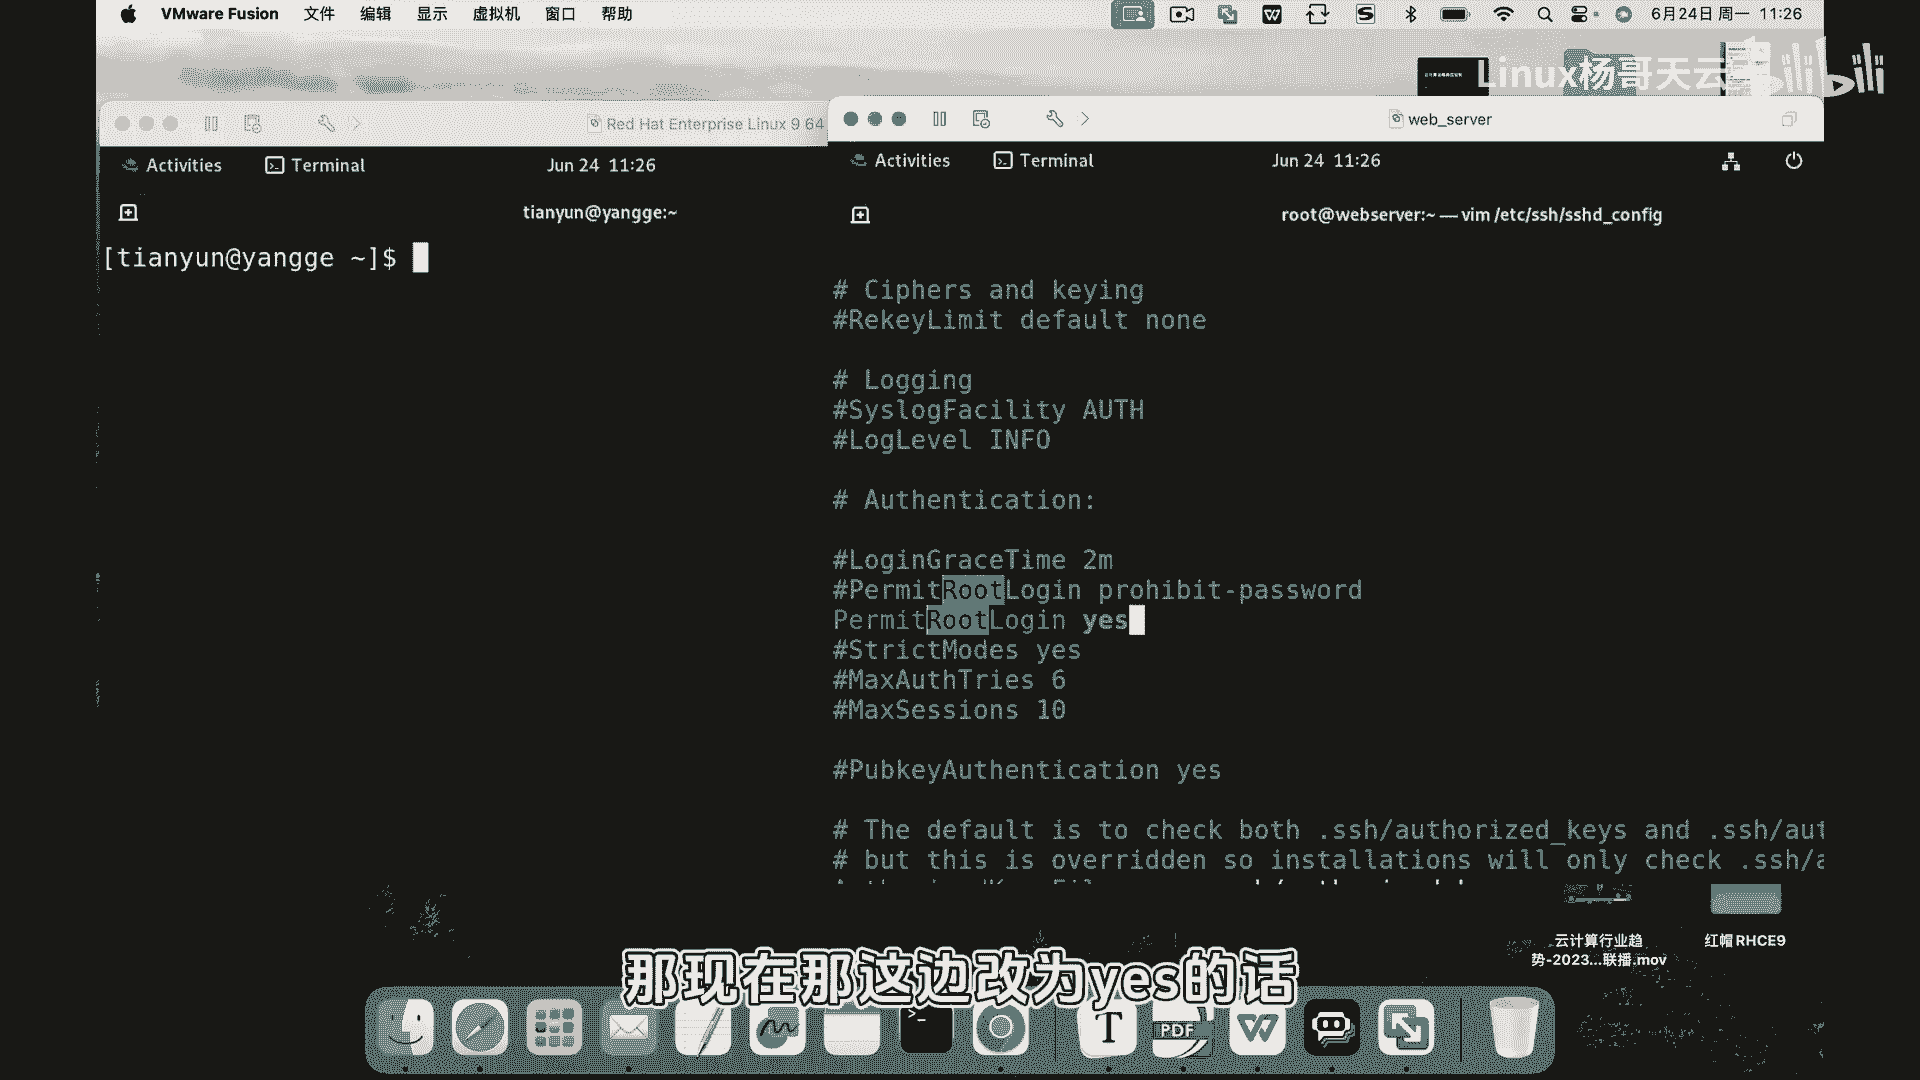 VMware Fusion 文件 编辑 显示 虚拟机 窗口 帮助 6月24日 周一 11:26
Linux杨哥天云 bilibili
Red Hat Enterprise Linux 9 64
web_server
Activities Terminal Jun 24 11:26
Activities Terminal Jun 24 11:26
tianyun@yangge:~
root@webserver:~ — vim /etc/ssh/sshd_config
[tianyun@yangge ~]$
# Ciphers and keying
#RekeyLimit default none
# Logging
#SyslogFacility AUTH
#LogLevel INFO
# Authentication:
#LoginGraceTime 2m
#PermitRootLogin prohibit-password
PermitRootLogin yes
#StrictModes yes
#MaxAuthTries 6
#MaxSessions 10
#PubkeyAuthentication yes
# The default is to check both .ssh/authorized_keys and .ssh/aut
# but this is overridden so installations will only check .ssh/a
云计算行业趋
势-2023...联播.mov
红帽RHCE9
那现在那这边改为yes的话
T
PDF